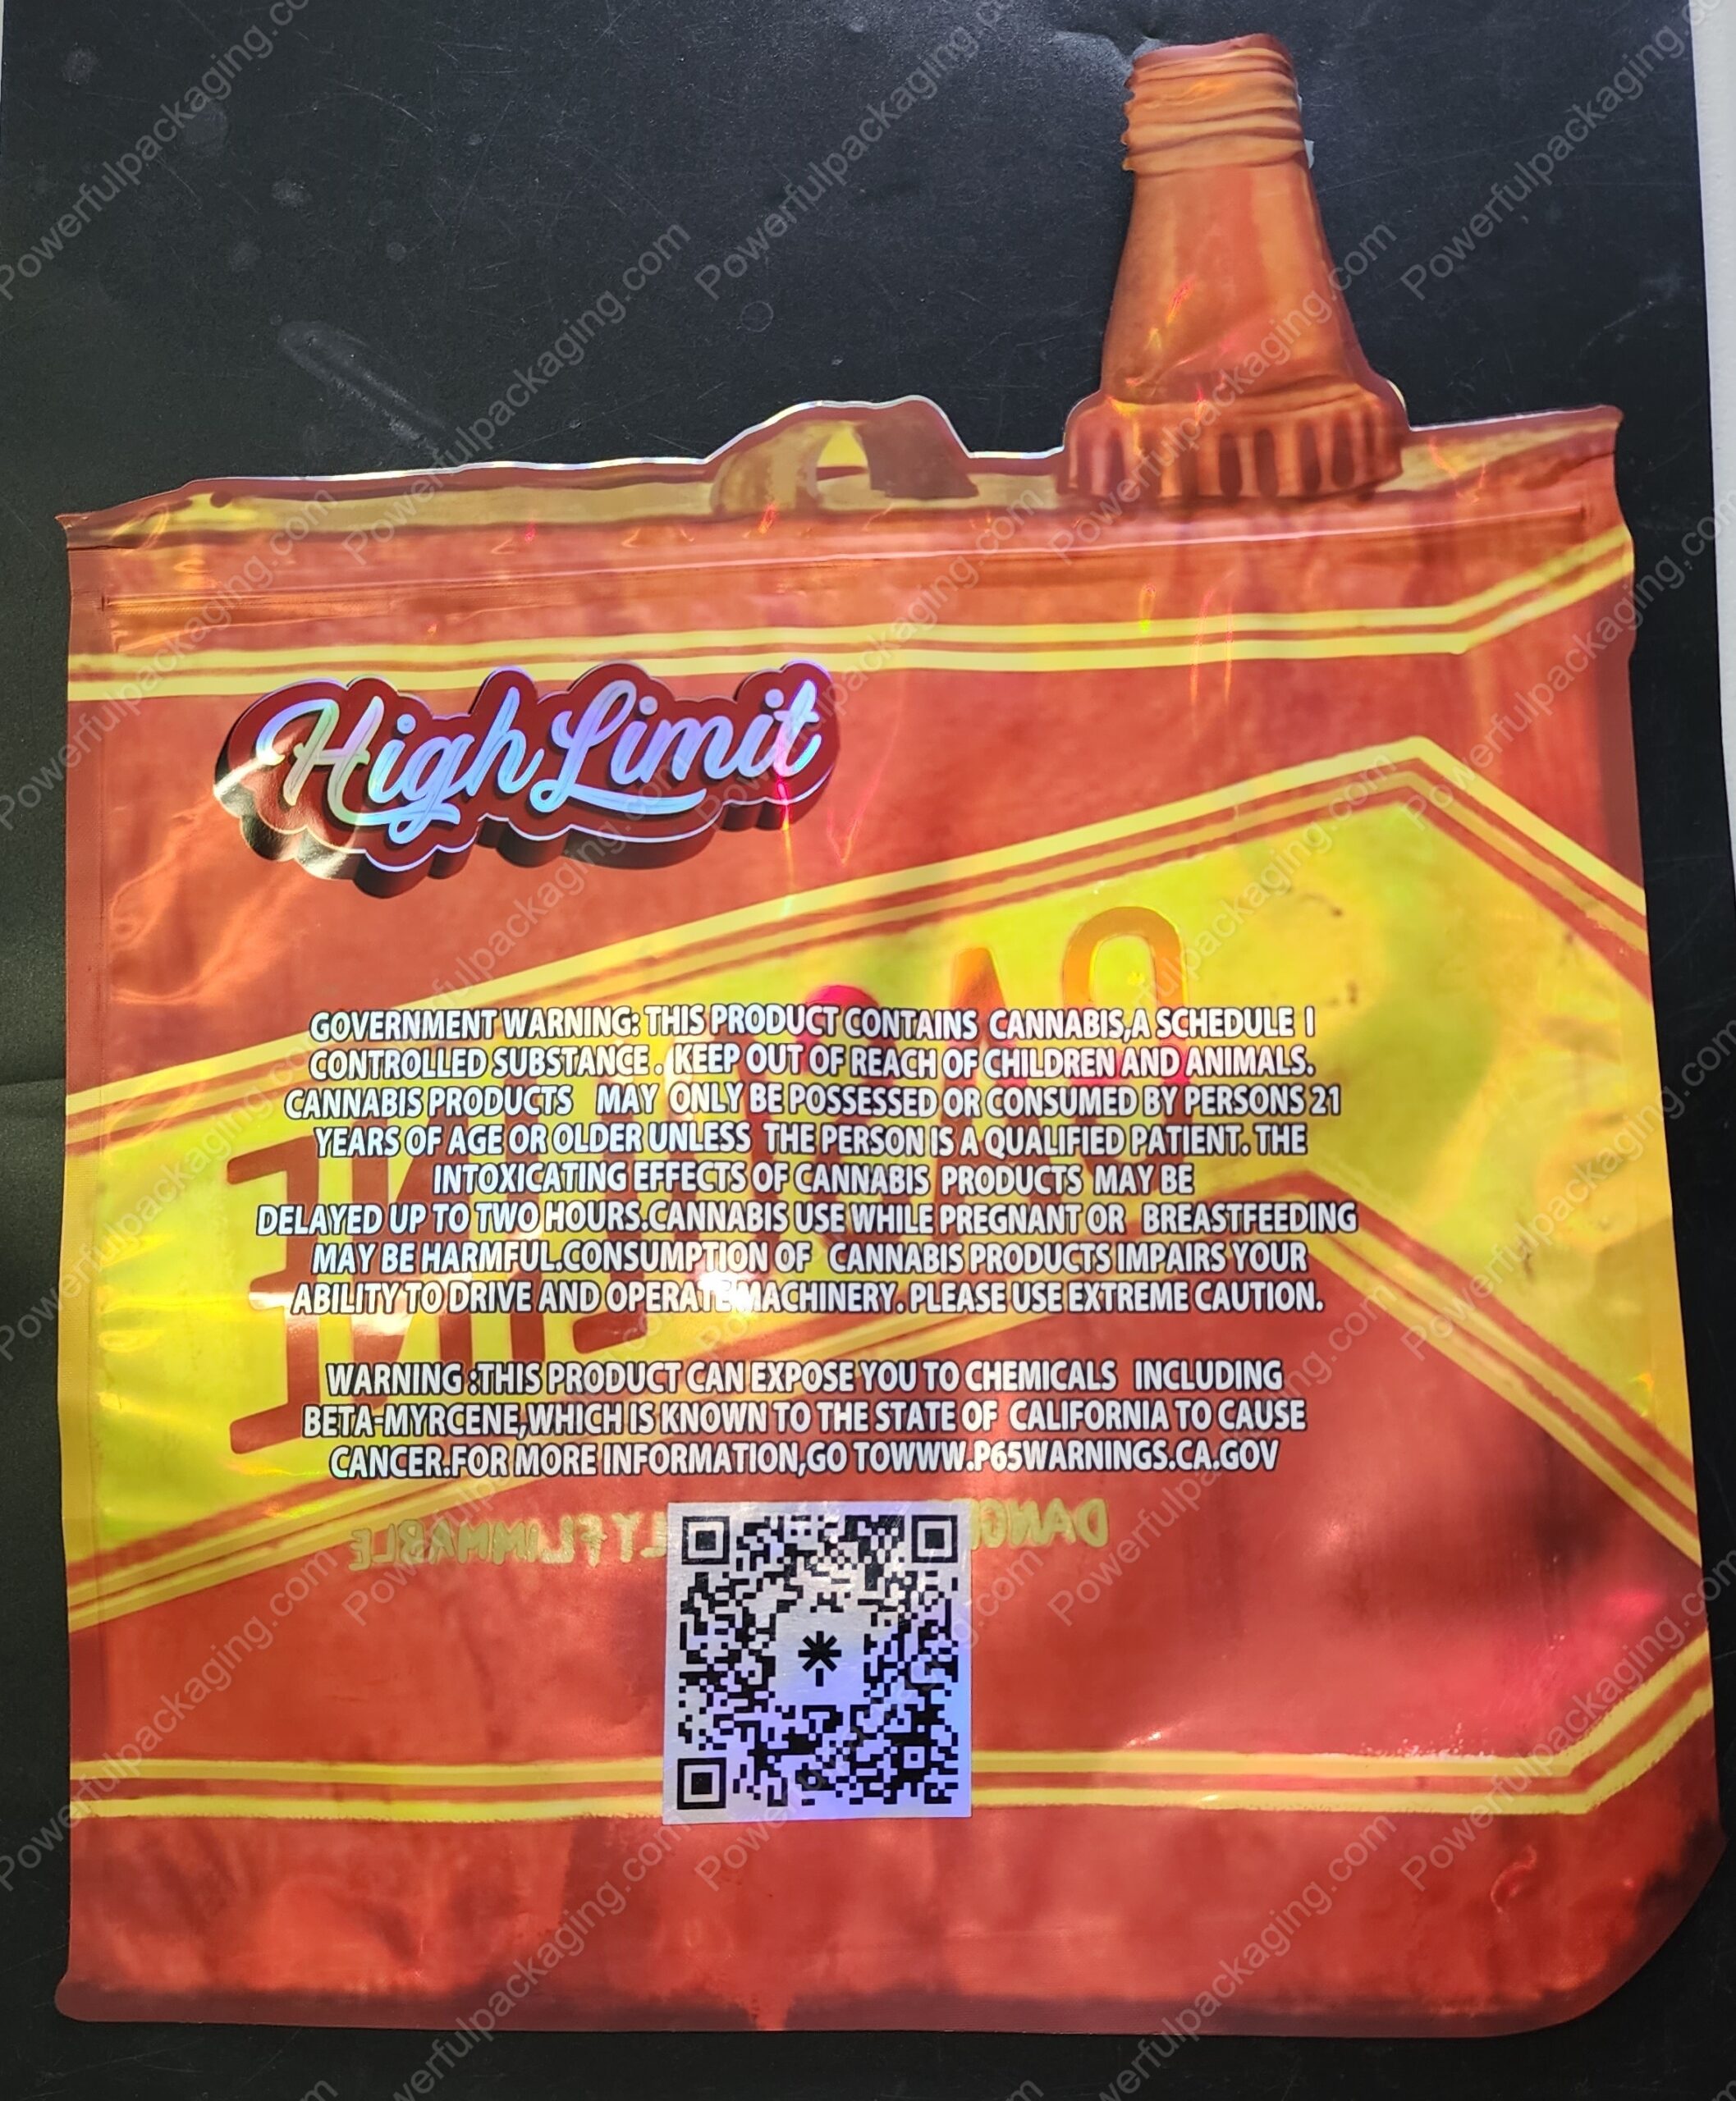 High Limit
GOVERNMENT WARNING: THIS PRODUCT CONTAINS CANNABIS,A SCHEDULE I
CONTROLLED SUBSTANCE. KEEP OUT OF REACH OF CHILDREN AND ANIMALS.
CANNABIS PRODUCTS MAY ONLY BE POSSESSED OR CONSUMED BY PERSONS 21
YEARS OF AGE OR OLDER UNLESS THE PERSON IS A QUALIFIED PATIENT. THE
INTOXICATING EFFECTS OF CANNABIS PRODUCTS MAY BE
DELAYED UP TO TWO HOURS.CANNABIS USE WHILE PREGNANT OR BREASTFEEDING
MAY BE HARMFUL.CONSUMPTION OF CANNABIS PRODUCTS IMPAIRS YOUR
ABILITY TO DRIVE AND OPERATE MACHINERY. PLEASE USE EXTREME CAUTION.
WARNING :THIS PRODUCT CAN EXPOSE YOU TO CHEMICALS INCLUDING
BETA-MYRCENE,WHICH IS KNOWN TO THE STATE OF CALIFORNIA TO CAUSE
CANCER.FOR MORE INFORMATION,GO TOWWW.P65WARNINGS.CA.GOV
Powerfulpackaging.com